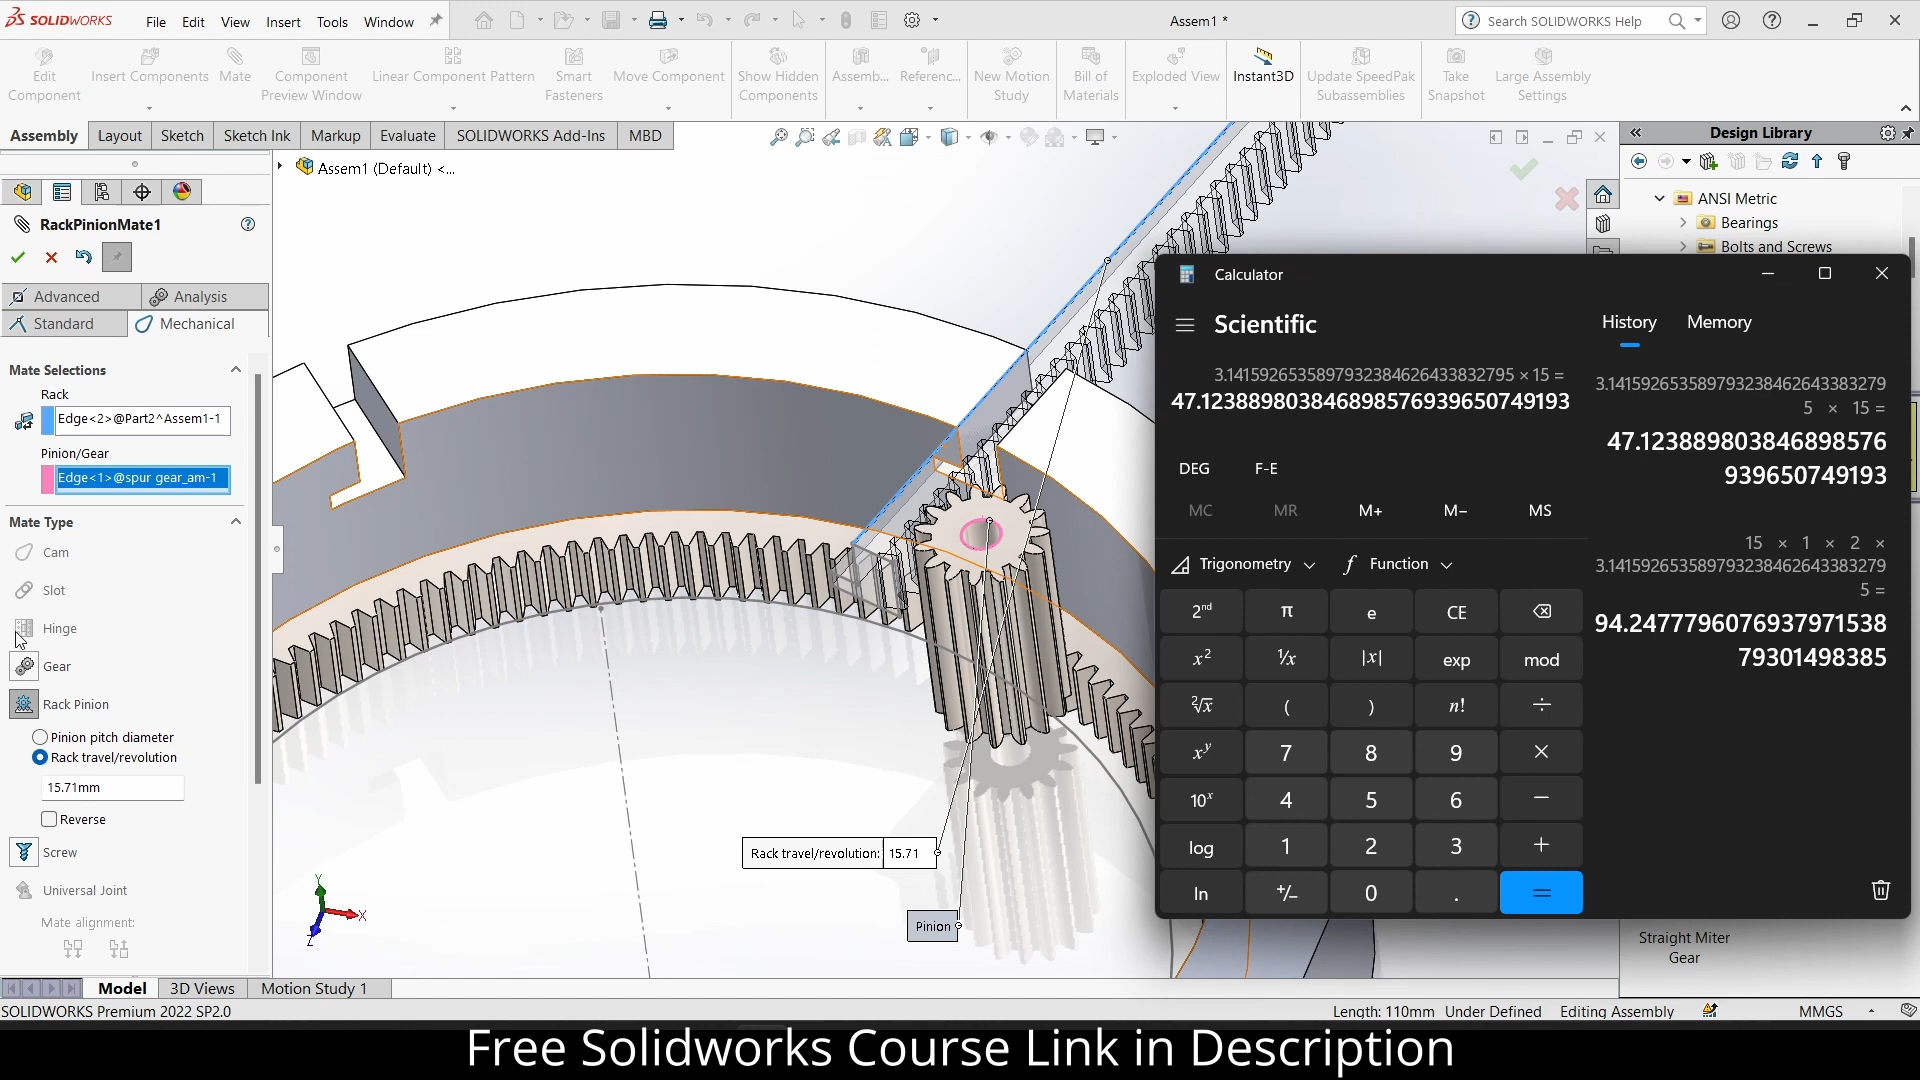 SOLIDWORKS
File Edit View Insert Tools Window
Assem1 *
Search SOLIDWORKS Help
Edit Component
Insert Components
Mate
Component Preview Window
Linear Component Pattern
Smart Fasteners
Move Component
Show Hidden Components
Assemb...
Referenc...
New Motion Study
Bill of Materials
Exploded View
Instant3D
Update SpeedPak Subassemblies
Take Snapshot
Large Assembly Settings
Assembly Layout Sketch Sketch Ink Markup Evaluate SOLIDWORKS Add-Ins MBD
Design Library
Assem1 (Default) <...
ANSI Metric
Bearings
Bolts and Screws
RackPinionMate1
Advanced Analysis
Standard Mechanical
Mate Selections
Rack
Edge<2>@Part2^Assem1-1
Pinion/Gear
Edge<1>@spur gear_am-1
Mate Type
Cam
Slot
Hinge
Gear
Rack Pinion
Pinion pitch diameter
Rack travel/revolution
15.71mm
Reverse
Screw
Universal Joint
Mate alignment:
Rack travel/revolution: 15.71
Pinion
Y
X
Z
Calculator
Scientific
History Memory
3.1415926535897932384626433832795 × 15 =
47.123889803846898576939650749193
DEG F-E
MC MR M+ M− MS
Trigonometry f Function
2nd π e CE
x² ⅟x |x| exp mod
²√x ( ) n! ÷
xʸ 7 8 9 ×
10ˣ 4 5 6 −
log 1 2 3 +
ln +/− 0 . =
3.141592653589793238462643383279
5 × 15 =
47.123889803846898576
939650749193
15 × 1 × 2 ×
3.141592653589793238462643383279
5 =
94.2477796076937971538
79301498385
Straight Miter
Gear
Model 3D Views Motion Study 1
SOLIDWORKS Premium 2022 SP2.0
Length: 110mm Under Defined Editing Assembly MMGS
Free Solidworks Course Link in Description